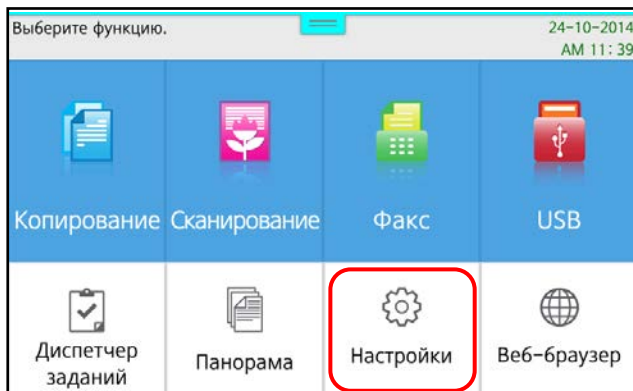 Выберите функцию.
24-10-2014
AM 11:39
Копирование
Сканирование
Факс
USB
Диспетчер
заданий
Панорама
Настройки
Веб-браузер